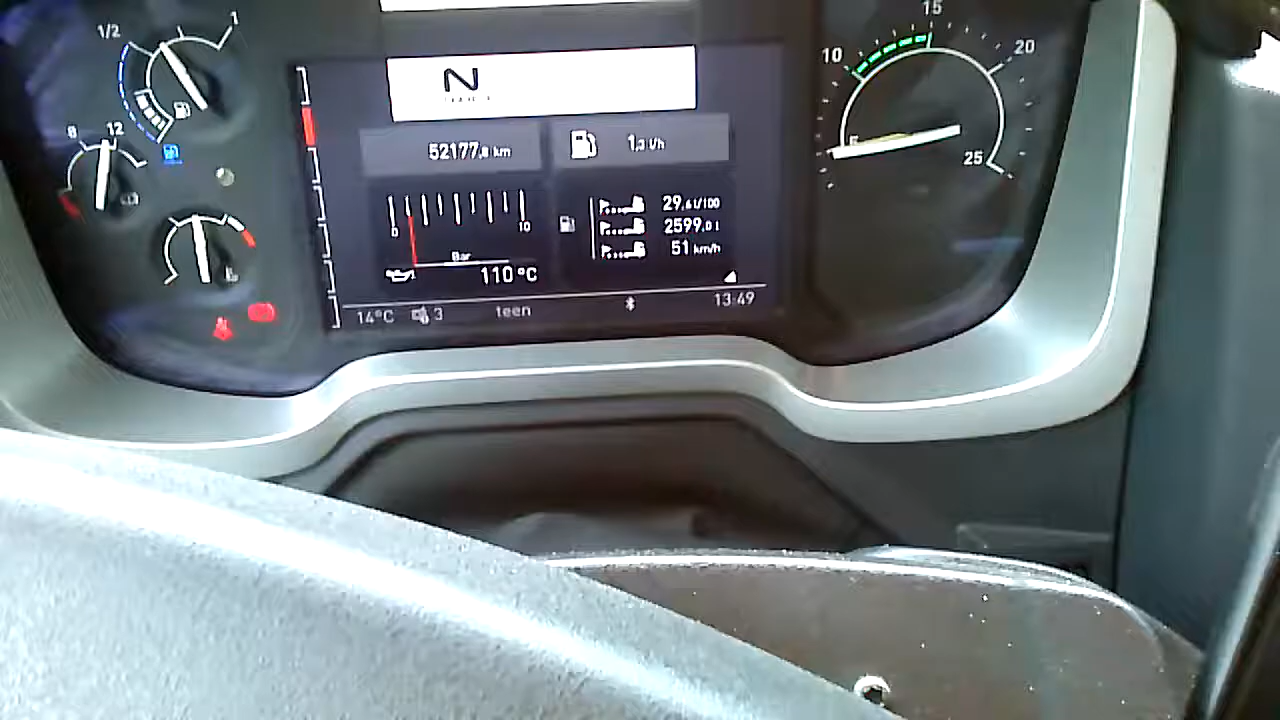 1/2 1
8 12
N
52177,8 km
1,3 l/h
0 10
Bar
110 °C
29,6 l/100
2599,0 l
51 km/h
14°C 3 teen 13:49
10 15 20 25